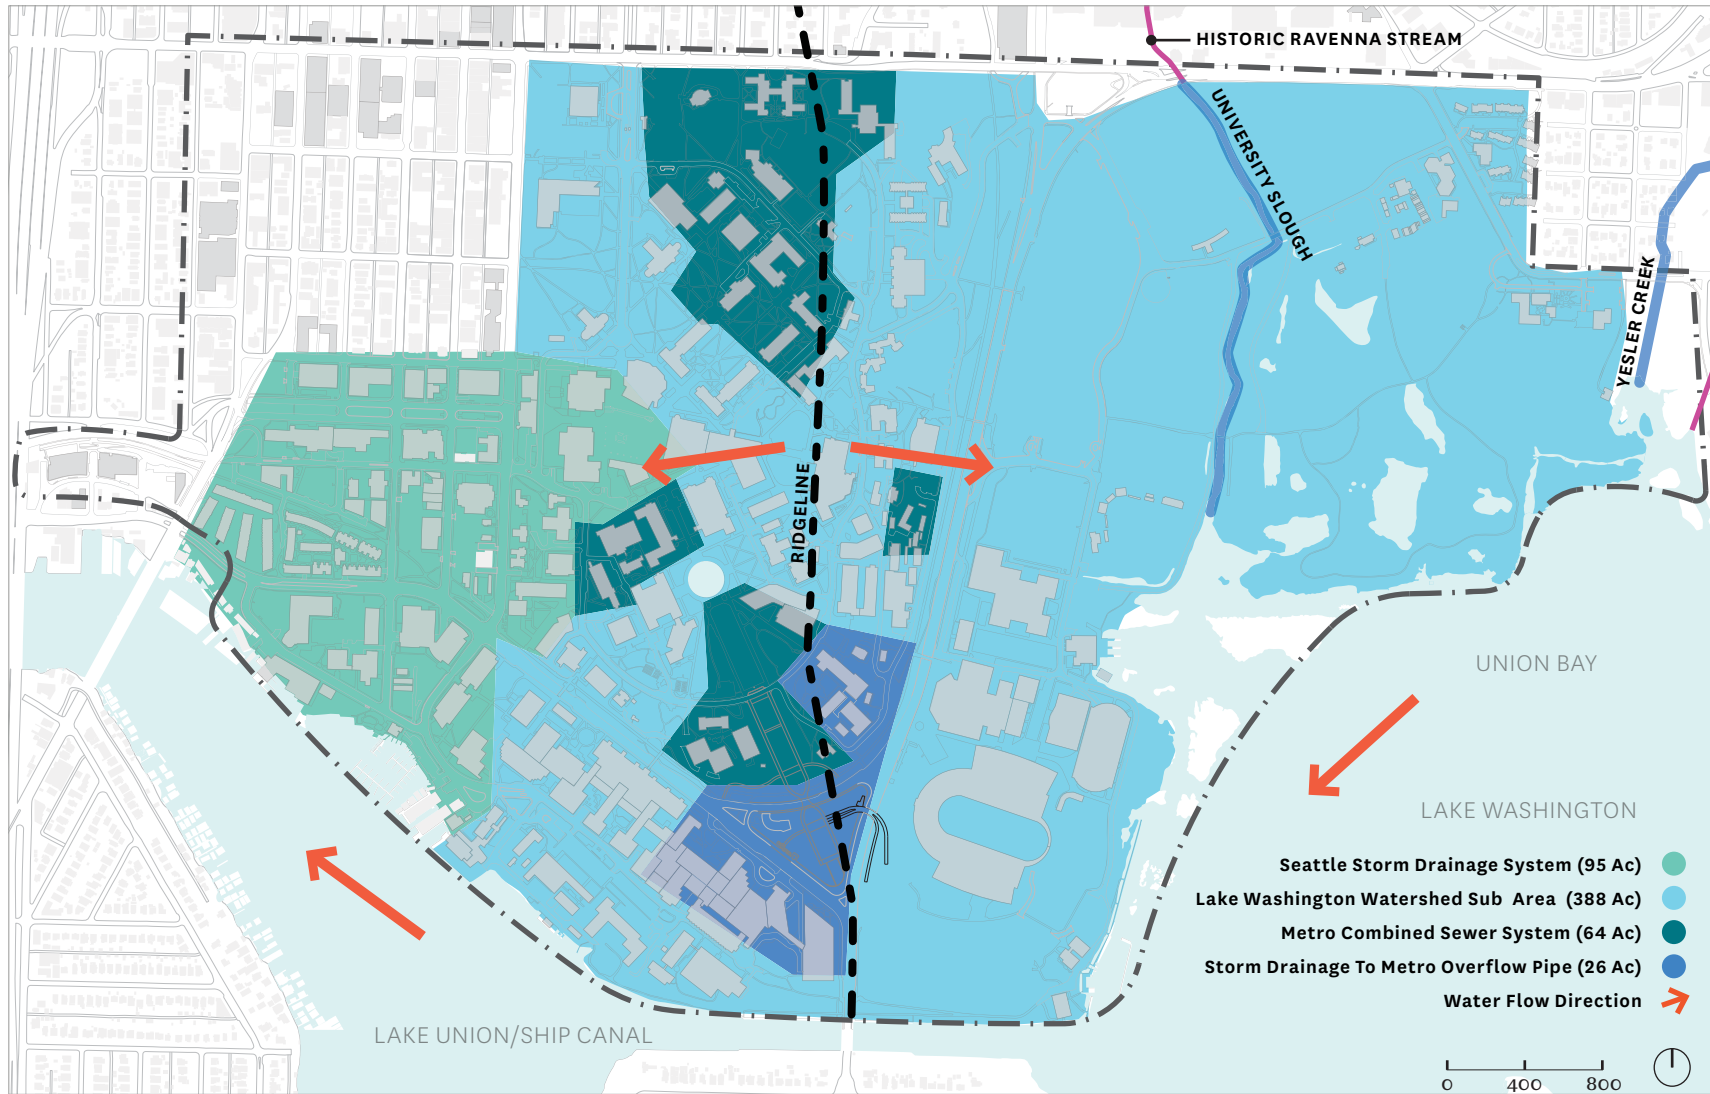 HISTORIC RAVENNA STREAM
UNIVERSITY SLOUGH
YESLER CREEK
RIDGELINE
UNION BAY
LAKE WASHINGTON
Seattle Storm Drainage System (95 Ac)
Lake Washington Watershed Sub Area (388 Ac)
Metro Combined Sewer System (64 Ac)
Storm Drainage To Metro Overflow Pipe (26 Ac)
Water Flow Direction
LAKE UNION/SHIP CANAL
0 400 800